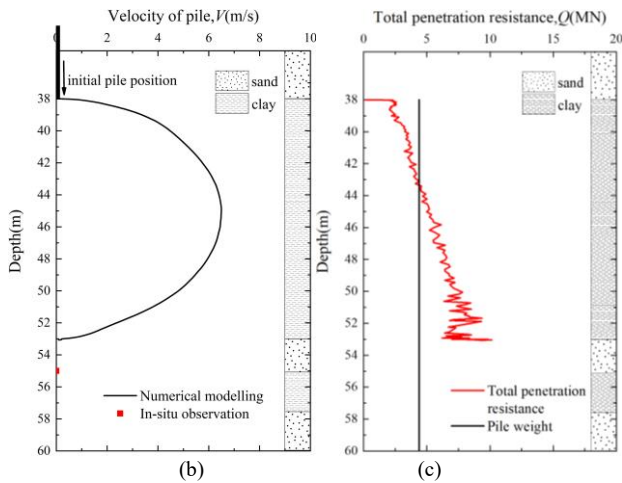 Velocity of pile,V(m/s)
0 2 4 6 8 10
initial pile position
sand
clay
38
40
42
44
46
48
50
52
54
56
58
60
Depth(m)
Numerical modelling
In-situ observation
(b)
Total penetration resistance,Q(MN)
0 5 10 15 20
sand
clay
38
40
42
44
46
48
50
52
54
56
58
60
Depth(m)
Total penetration
resistance
Pile weight
(c)